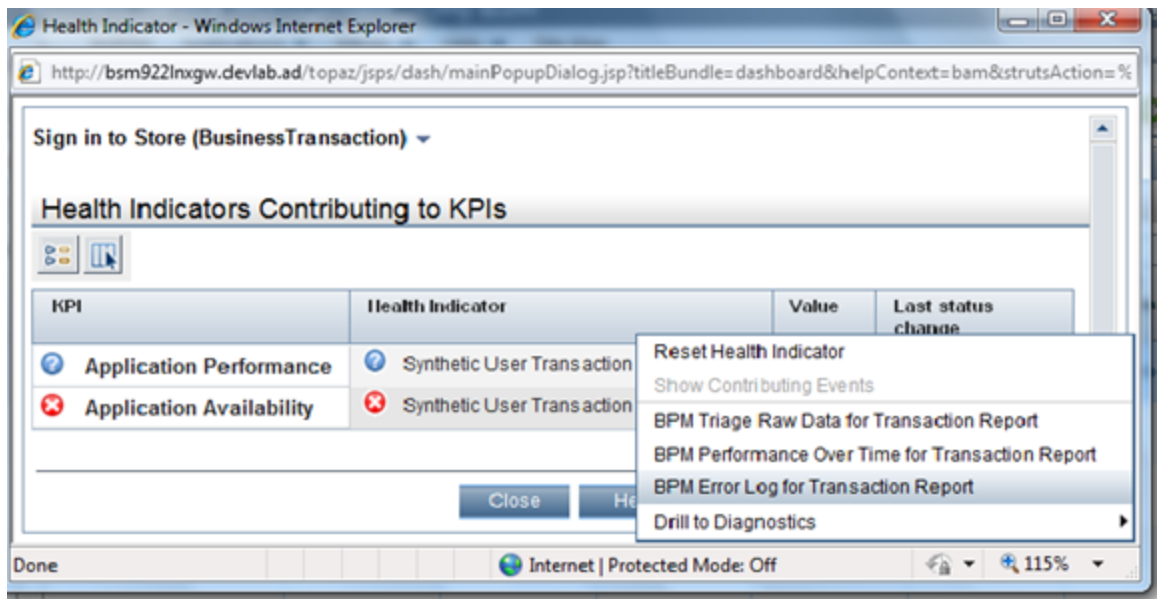 Health Indicator - Windows Internet Explorer
http://bsm922lnxgw.devlab.ad/topaz/jsps/dash/mainPopupDialog.jsp?titleBundle=dashboard&helpContext=bam&strutsAction=%
Sign in to Store (BusinessTransaction)
Health Indicators Contributing to KPIs
KPI Health Indicator Value Last status change
Application Performance Synthetic User Transaction
Application Availability Synthetic User Transaction
Reset Health Indicator
Show Contributing Events
BPM Triage Raw Data for Transaction Report
BPM Performance Over Time for Transaction Report
BPM Error Log for Transaction Report
Drill to Diagnostics
Close He
Done Internet | Protected Mode: Off 115%